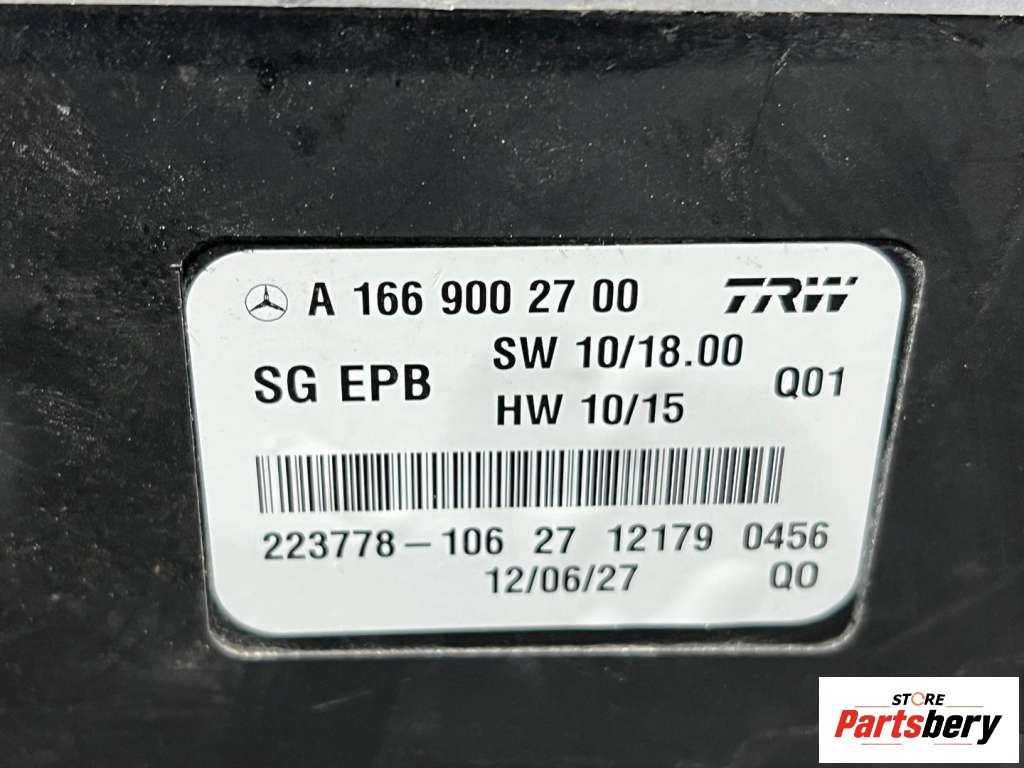 A 166 900 27 00 TRW
SG EPB SW 10/18.00 Q01
HW 10/15
223778-106 27 12179 0456
12/06/27 QO
STORE
Partsbery